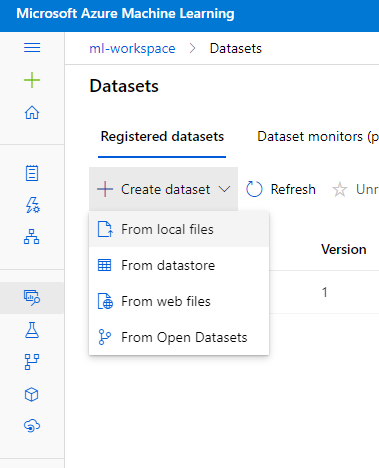 Microsoft Azure Machine Learning
ml-workspace > Datasets
Datasets
Registered datasets Dataset monitors (p
Create dataset Refresh Unr
From local files
Version
From datastore
From web files 1
From Open Datasets